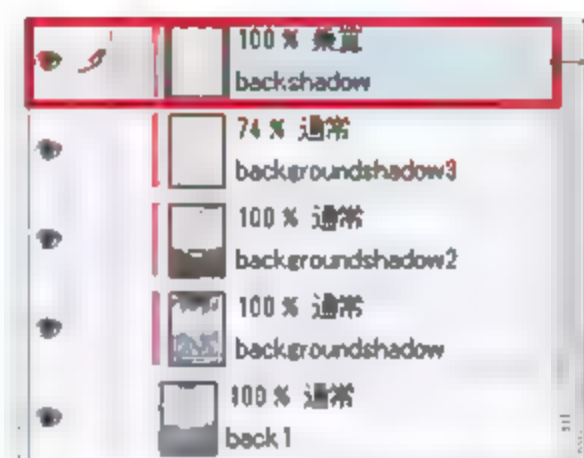 100 % 乗算
backshadow
74 % 通常
backgroundshadow3
100 % 通常
backgroundshadow2
100 % 通常
backgroundshadow
100 % 通常
back1